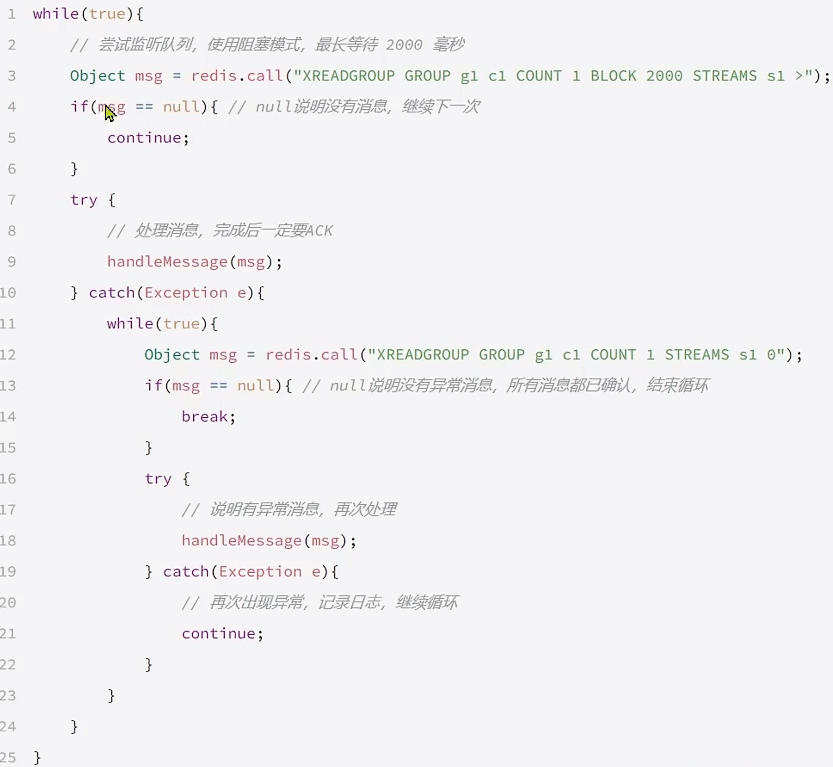 1 while(true){
2 // 尝试监听队列，使用阻塞模式，最长等待 2000 毫秒
3 Object msg = redis.call("XREADGROUP GROUP g1 c1 COUNT 1 BLOCK 2000 STREAMS s1 >");
4 if(msg == null){ // null说明没有消息，继续下一次
5 continue;
6 }
7 try {
8 // 处理消息，完成后一定要ACK
9 handleMessage(msg);
10 } catch(Exception e){
11 while(true){
12 Object msg = redis.call("XREADGROUP GROUP g1 c1 COUNT 1 STREAMS s1 0");
13 if(msg == null){ // null说明没有异常消息，所有消息都已确认，结束循环
14 break;
15 }
16 try {
17 // 说明有异常消息，再次处理
18 handleMessage(msg);
19 } catch(Exception e){
20 // 再次出现异常，记录日志，继续循环
21 continue;
22 }
23 }
24 }
25 }